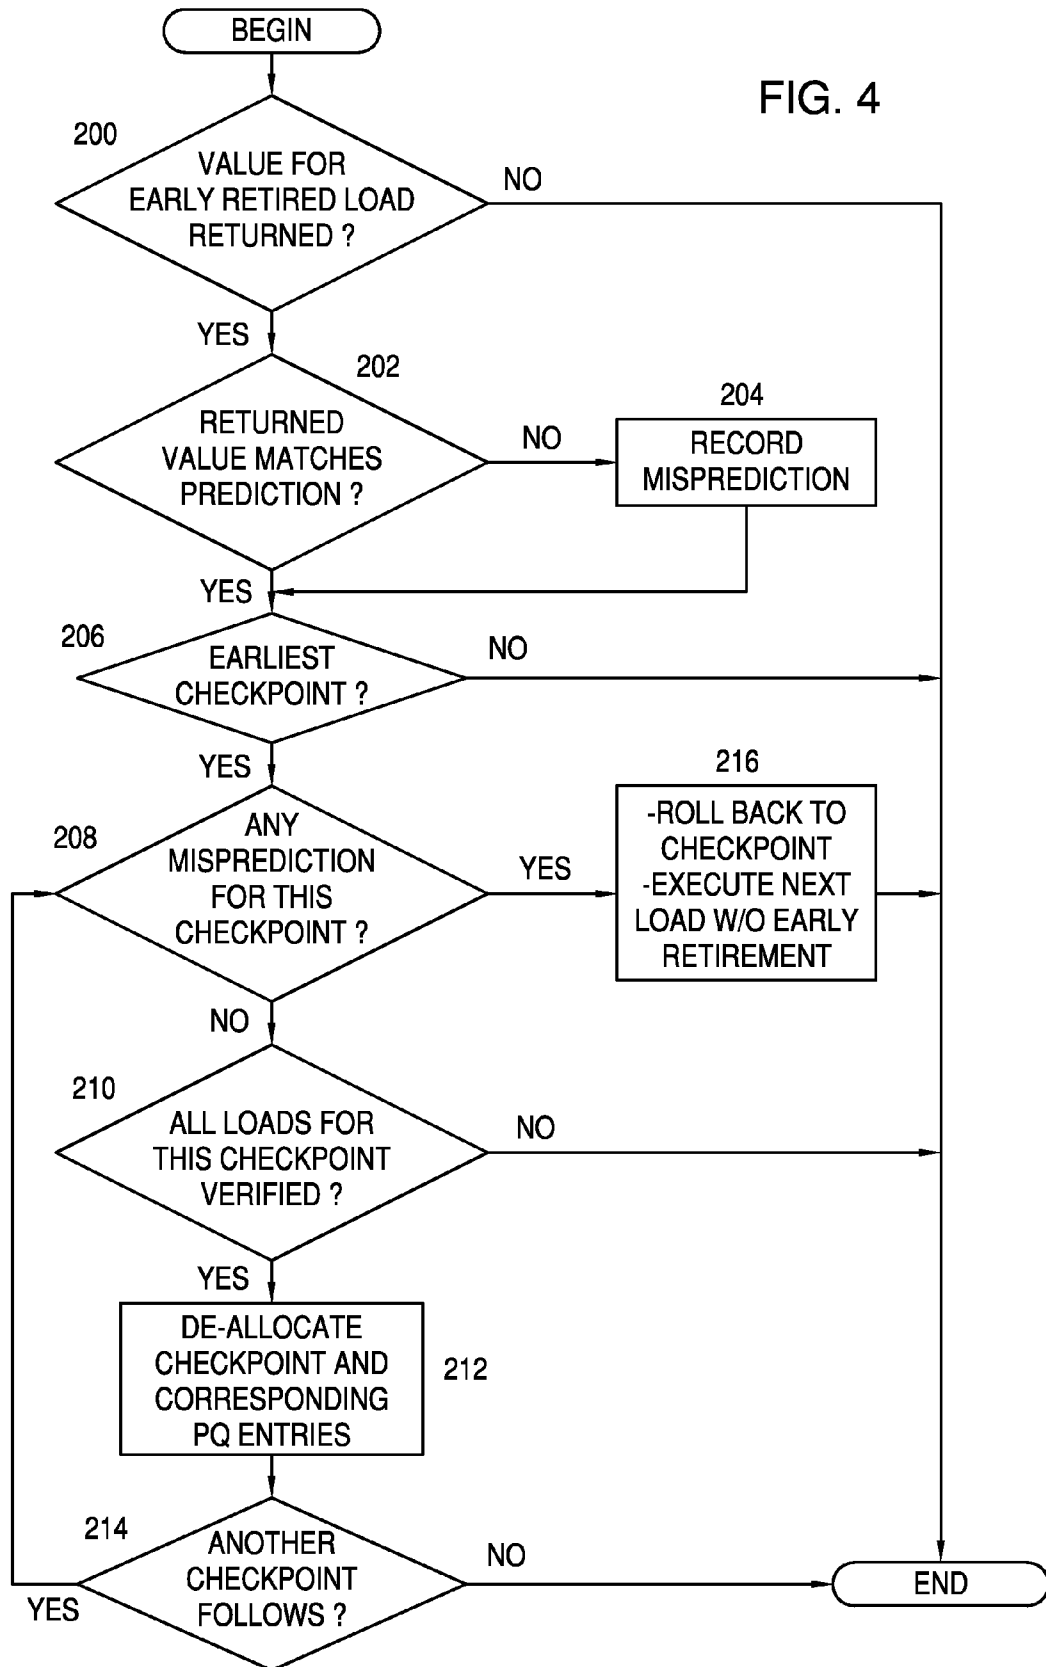 BEGIN
FIG. 4
200
VALUE FOR
EARLY RETIRED LOAD
RETURNED ?
NO
YES
202
RETURNED
VALUE MATCHES
PREDICTION ?
NO
204
RECORD
MISPREDICTION
YES
206
EARLIEST
CHECKPOINT ?
NO
YES
208
ANY
MISPREDICTION
FOR THIS
CHECKPOINT ?
YES
216
-ROLL BACK TO
CHECKPOINT
-EXECUTE NEXT
LOAD W/O EARLY
RETIREMENT
NO
210
ALL LOADS FOR
THIS CHECKPOINT
VERIFIED ?
NO
YES
DE-ALLOCATE
CHECKPOINT AND
CORRESPONDING
PQ ENTRIES
212
214
ANOTHER
CHECKPOINT
FOLLOWS ?
NO
YES
END